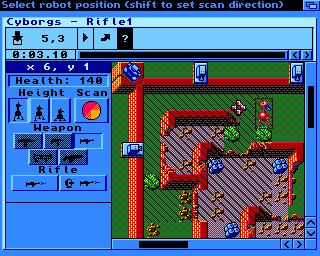 Select robot position (shift to set scan direction)
Cyborgs - Rifle1
5,3
?
0:03.10
x 6, y 1
Health: 140
Height Scan
Weapon
Rifle